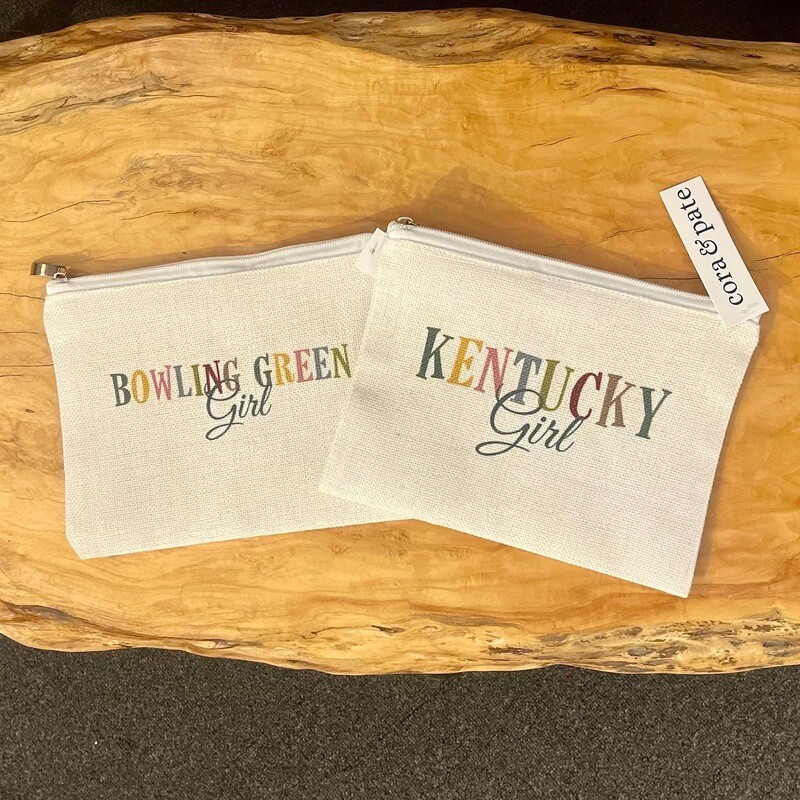 BOWLING GREEN
Girl
KENTUCKY
Girl
cora & pate